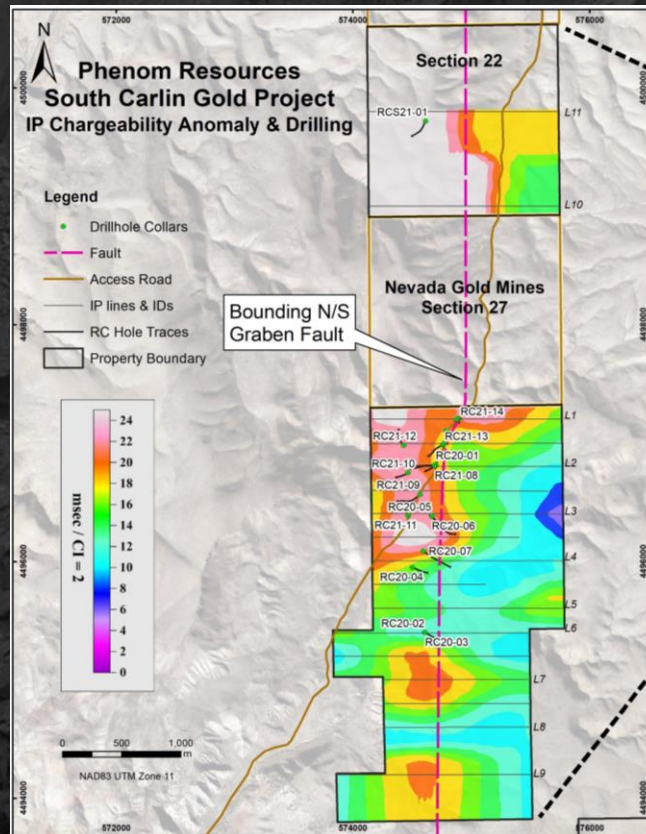 572000
574000
576000
N
Phenom Resources
South Carlin Gold Project
IP Chargeability Anomaly & Drilling
4500000
4500000
Section 22
RCS21-01
L11
L10
Legend
Drillhole Collars
Fault
Access Road
IP lines & IDs
RC Hole Traces
Property Boundary
Nevada Gold Mines
Section 27
Bounding N/S
Graben Fault
4498000
4498000
L1
RC21-14
RC21-12
RC21-13
RC21-10
RC20-01
L2
RC21-08
RC21-09
RC20-05
L3
RC21-11
RC20-06
RC20-07
L4
4496000
4496000
RC20-04
L5
RC20-02
L6
RC20-03
L7
L8
L9
24
22
20
18
16
14
12
10
8
6
4
2
0
msec / CI = 2
0 500 1,000
m
NAD83 UTM Zone 11
4494000
4494000
572000
574000
576000